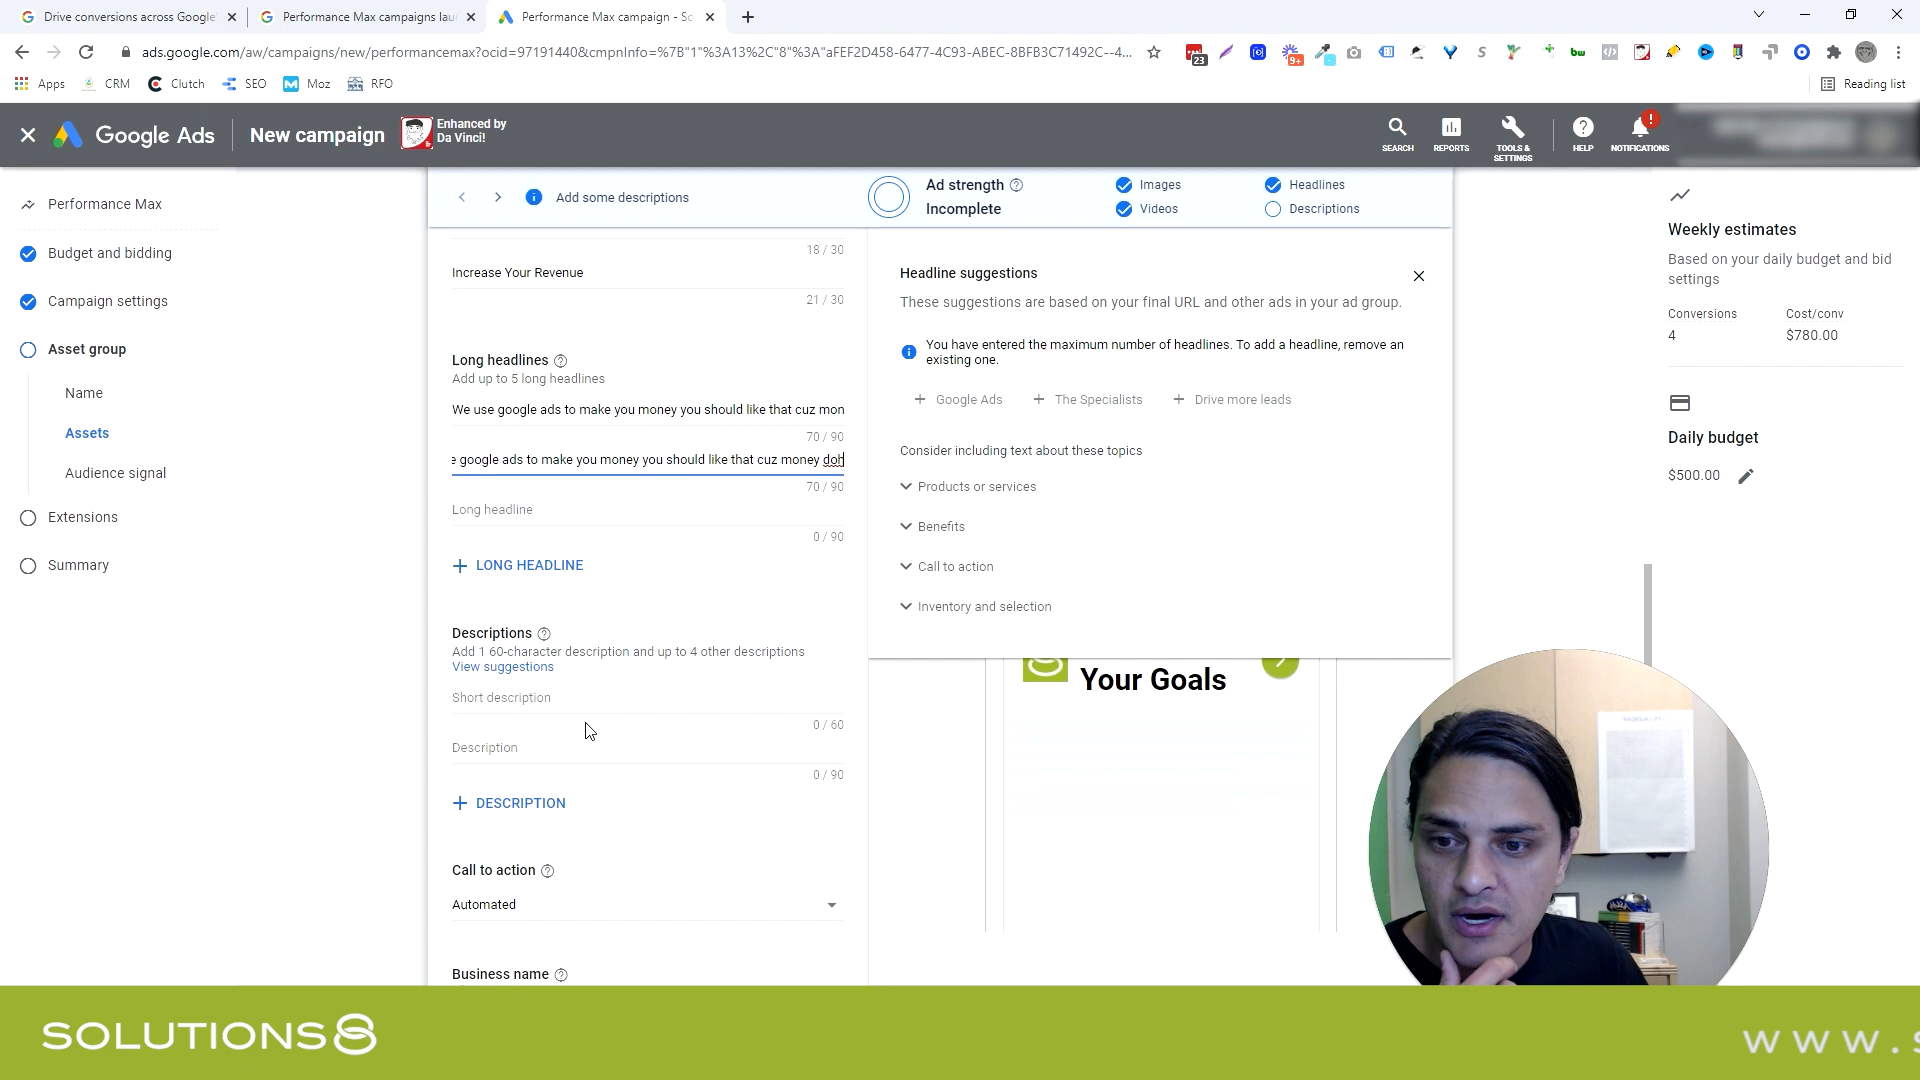 Drive conversions across Google'
Performance Max campaigns lau
Performance Max campaign - Sc
ads.google.com/aw/campaigns/new/performancemax?ocid=97191440&cmpnInfo=%7B"1"%3A13%2C"8"%3A"aFEF2D458-6477-4C93-ABEC-8BFB3C71492C--4...
23
9+
bw
Apps
CRM
Clutch
SEO
Moz
RFO
Reading list
Google Ads
New campaign
Enhanced by
Da Vinci!
SEARCH
REPORTS
TOOLS &
SETTINGS
HELP
NOTIFICATIONS
Performance Max
Budget and bidding
Campaign settings
Asset group
Name
Assets
Audience signal
Extensions
Summary
Add some descriptions
Ad strength
Incomplete
Images
Videos
Headlines
Descriptions
18 / 30
Increase Your Revenue
21 / 30
Long headlines
Add up to 5 long headlines
We use google ads to make you money you should like that cuz mon
70 / 90
e google ads to make you money you should like that cuz money doh
70 / 90
Long headline
0 / 90
LONG HEADLINE
Descriptions
Add 1 60-character description and up to 4 other descriptions
View suggestions
Short description
0 / 60
Description
0 / 90
DESCRIPTION
Call to action
Automated
Business name
Headline suggestions
These suggestions are based on your final URL and other ads in your ad group.
You have entered the maximum number of headlines. To add a headline, remove an
existing one.
Google Ads
The Specialists
Drive more leads
Consider including text about these topics
Products or services
Benefits
Call to action
Inventory and selection
Your Goals
Weekly estimates
Based on your daily budget and bid
settings
Conversions
Cost/conv
4
$780.00
Daily budget
$500.00
SOLUTIONS8
www.s